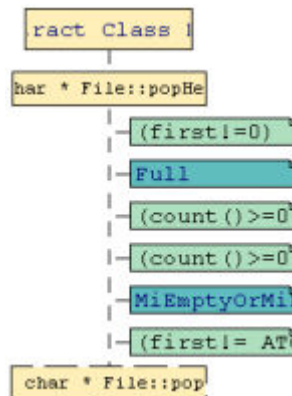 ract Class
har * File::popHe
(first!=0)
Full
(count()>=0
(count()>=0
MiEmptyOrMi
(first!= AT
char * File::pop